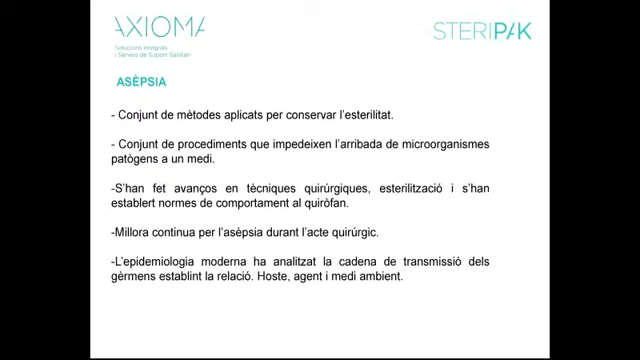 AXIOMA
Solucions Integrals
i Serveis de Suport Sanitari
STERIPAK
ASÈPSIA
- Conjunt de mètodes aplicats per conservar l’esterilitat.
- Conjunt de procediments que impedeixen l’arribada de microorganismes
patògens a un medi.
-S’han fet avanços en tècniques quirúrgiques, esterilització i s’han
establert normes de comportament al quiròfan.
-Millora continua per l’asèpsia durant l’acte quirúrgic.
-L’epidemiologia moderna ha analitzat la cadena de transmissió dels
gèrmens establint la relació. Hoste, agent i medi ambient.